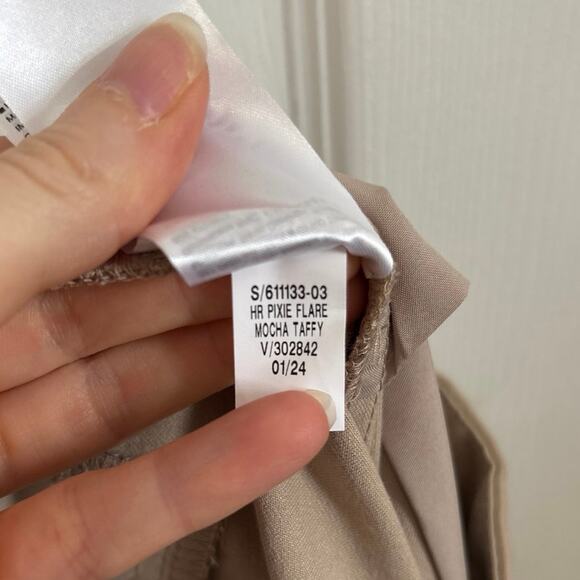 S/611133-03
HR PIXIE FLARE
MOCHA TAFFY
V/302842
01/24